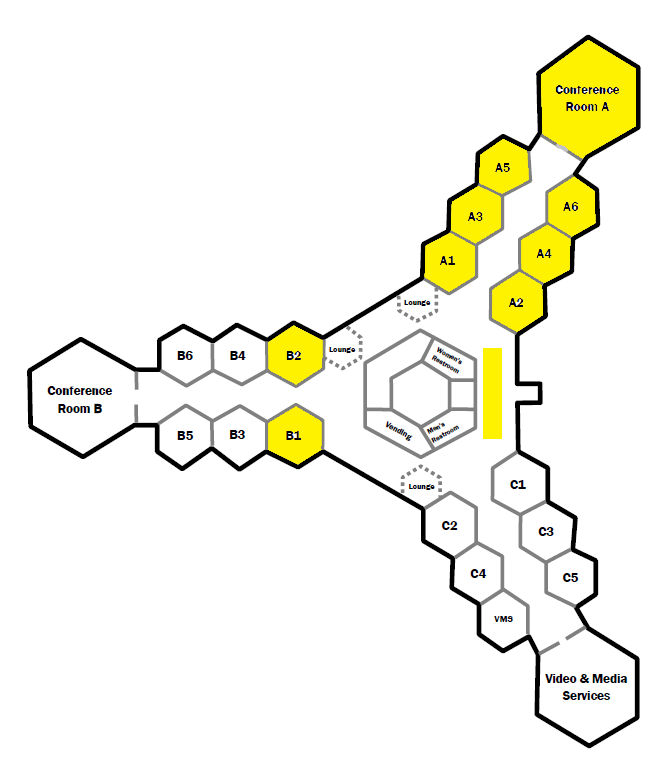 Conference
Room A
A5
A6
A3
A4
A1
A2
Lounge
Lounge
B6
B4
B2
Women's
Restroom
Conference
Room B
B5
B3
B1
Vending
Men's
Restroom
Lounge
C1
C2
C3
C4
C5
VMS
Video & Media
Services